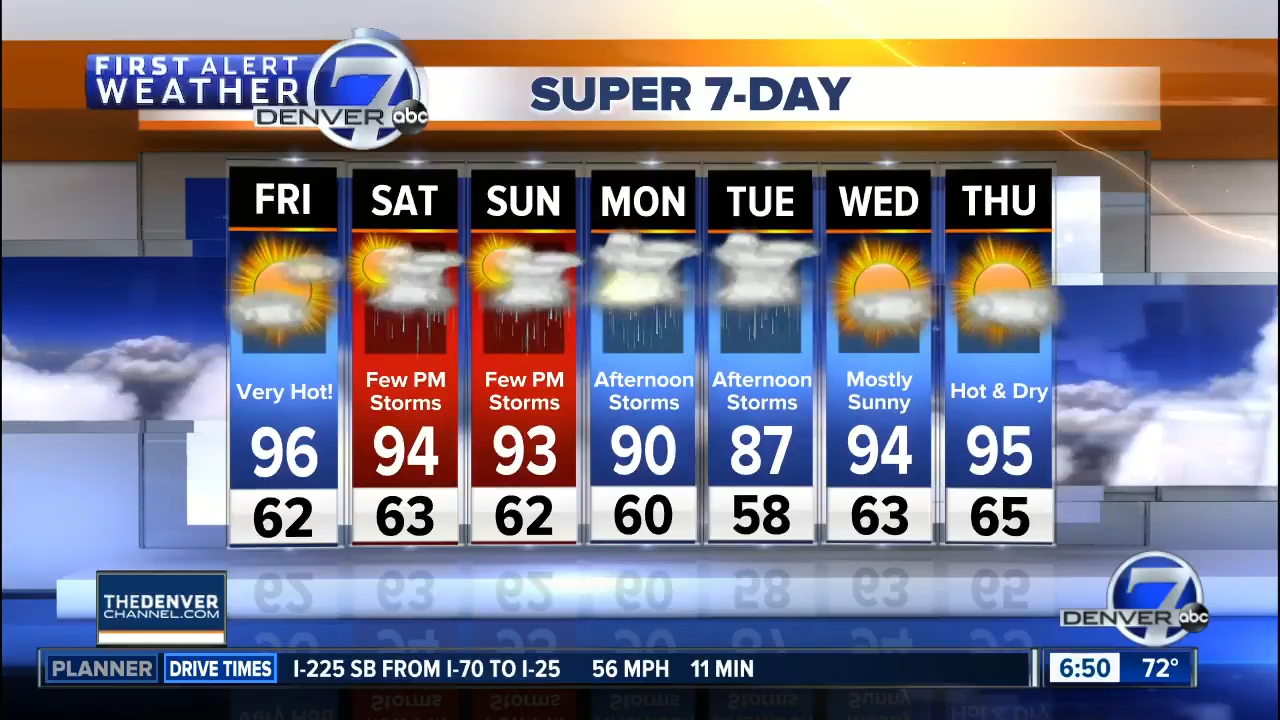 FIRST ALERT
WEATHER
7
DENVER abc
SUPER 7-DAY
FRI SAT SUN MON TUE WED THU
Very Hot!
Few PM
Storms
Few PM
Storms
Afternoon
Storms
Afternoon
Storms
Mostly
Sunny
Hot & Dry
96 94 93 90 87 94 95
62 63 62 60 58 63 65
THEDENVER
CHANNEL.COM
7
DENVER abc
PLANNER DRIVE TIMES I-225 SB FROM I-70 TO I-25 56 MPH 11 MIN 6:50 72°